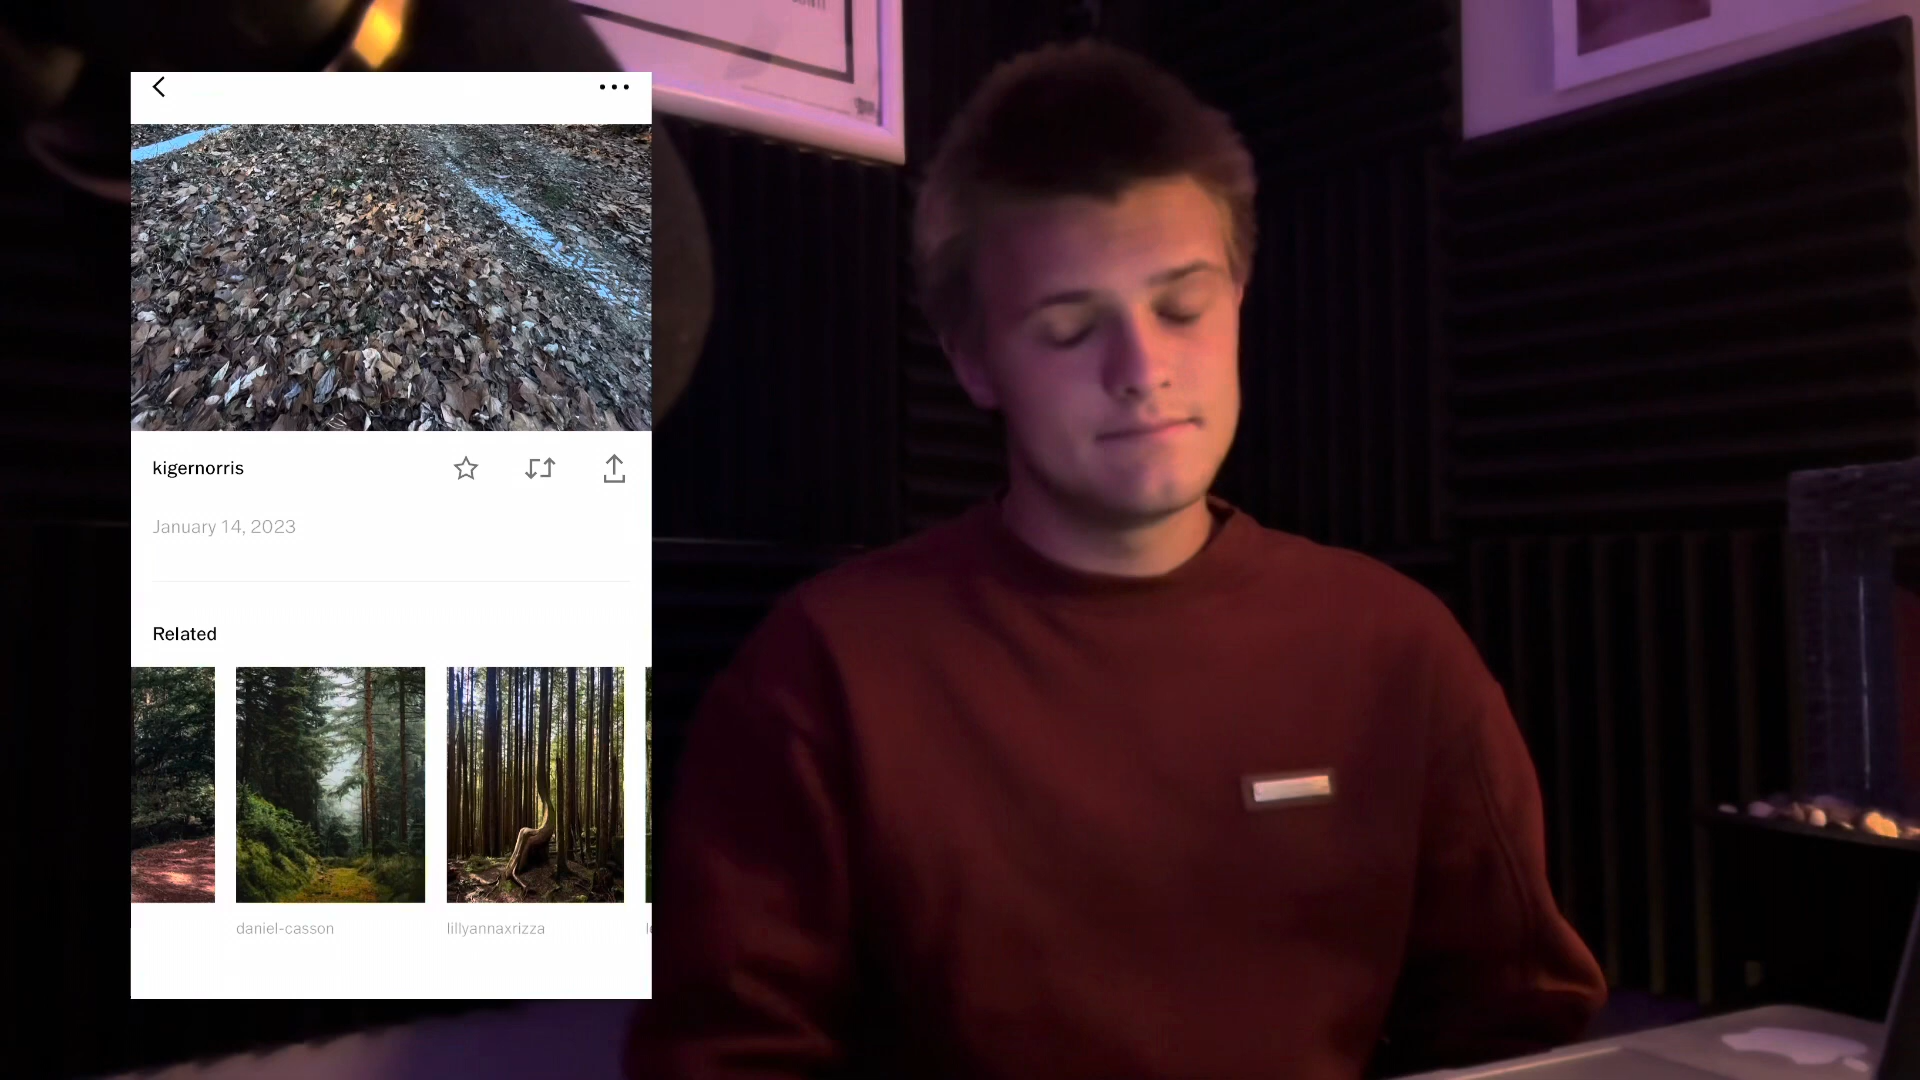 kigernorris
January 14, 2023
Related
daniel-casson
lillyannaxrizza